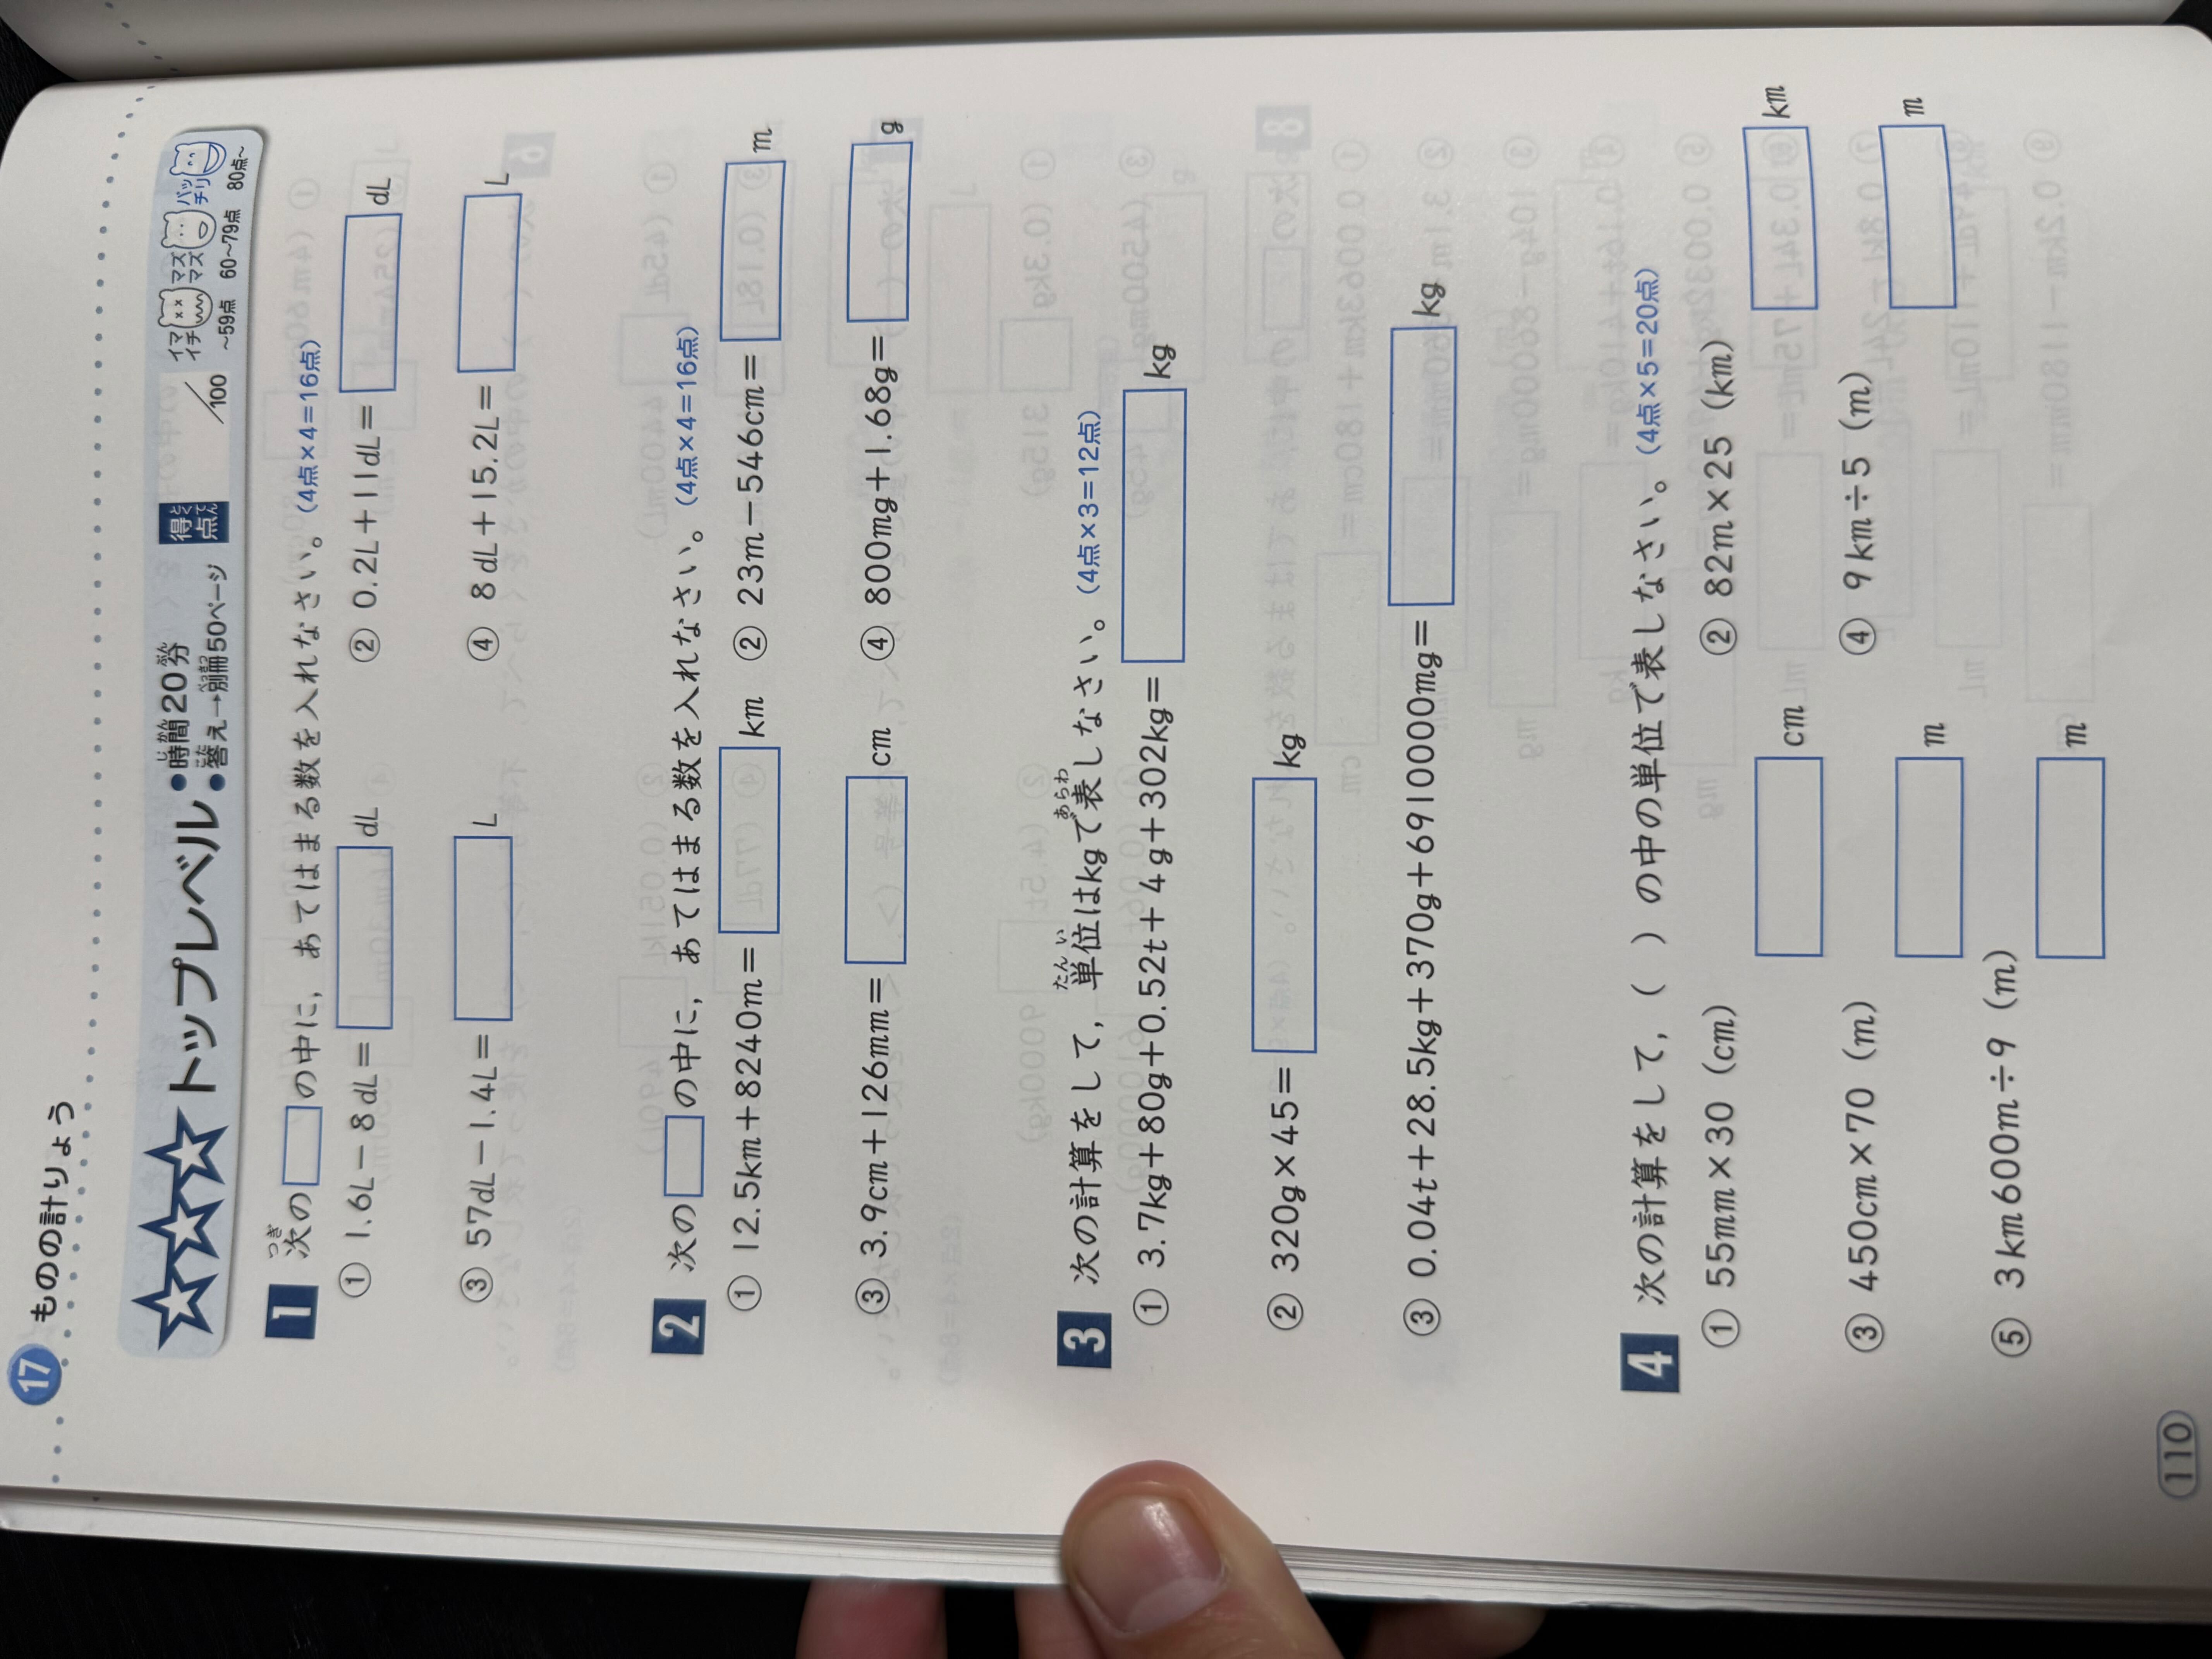 17 ものの計りょう
トップレベル ●時間20分 ●答え→別冊50ページ 得点 /100 イマイチ ~59点 マズマズ 60~79点 バッチリ 80点~
1 次の□の中に，あてはまる数を入れなさい。(4点×4=16点)
① 1.6L−8dL=□dL ② 0.2L+11dL=□dL
③ 57dL−1.4L=□L ④ 8dL+15.2L=□L
2 次の□の中に，あてはまる数を入れなさい。(4点×4=16点)
① 12.5km+8240m=□km ② 23m−546cm=□m
③ 3.9cm+126mm=□cm ④ 800mg+1.68g=□g
3 次の計算をして，単位はkgで表しなさい。(4点×3=12点)
① 3.7kg+80g+0.52t+4g+302kg=□kg
② 320g×45=□kg
③ 0.04t+28.5kg+370g+6910000mg=□kg
4 次の計算をして，( )の中の単位で表しなさい。(4点×5=20点)
① 55mm×30 (cm) ② 82m×25 (km)
□cm □km
③ 450cm×70 (m) ④ 9km÷5 (m)
□m □m
⑤ 3km600m÷9 (m)
□m
110